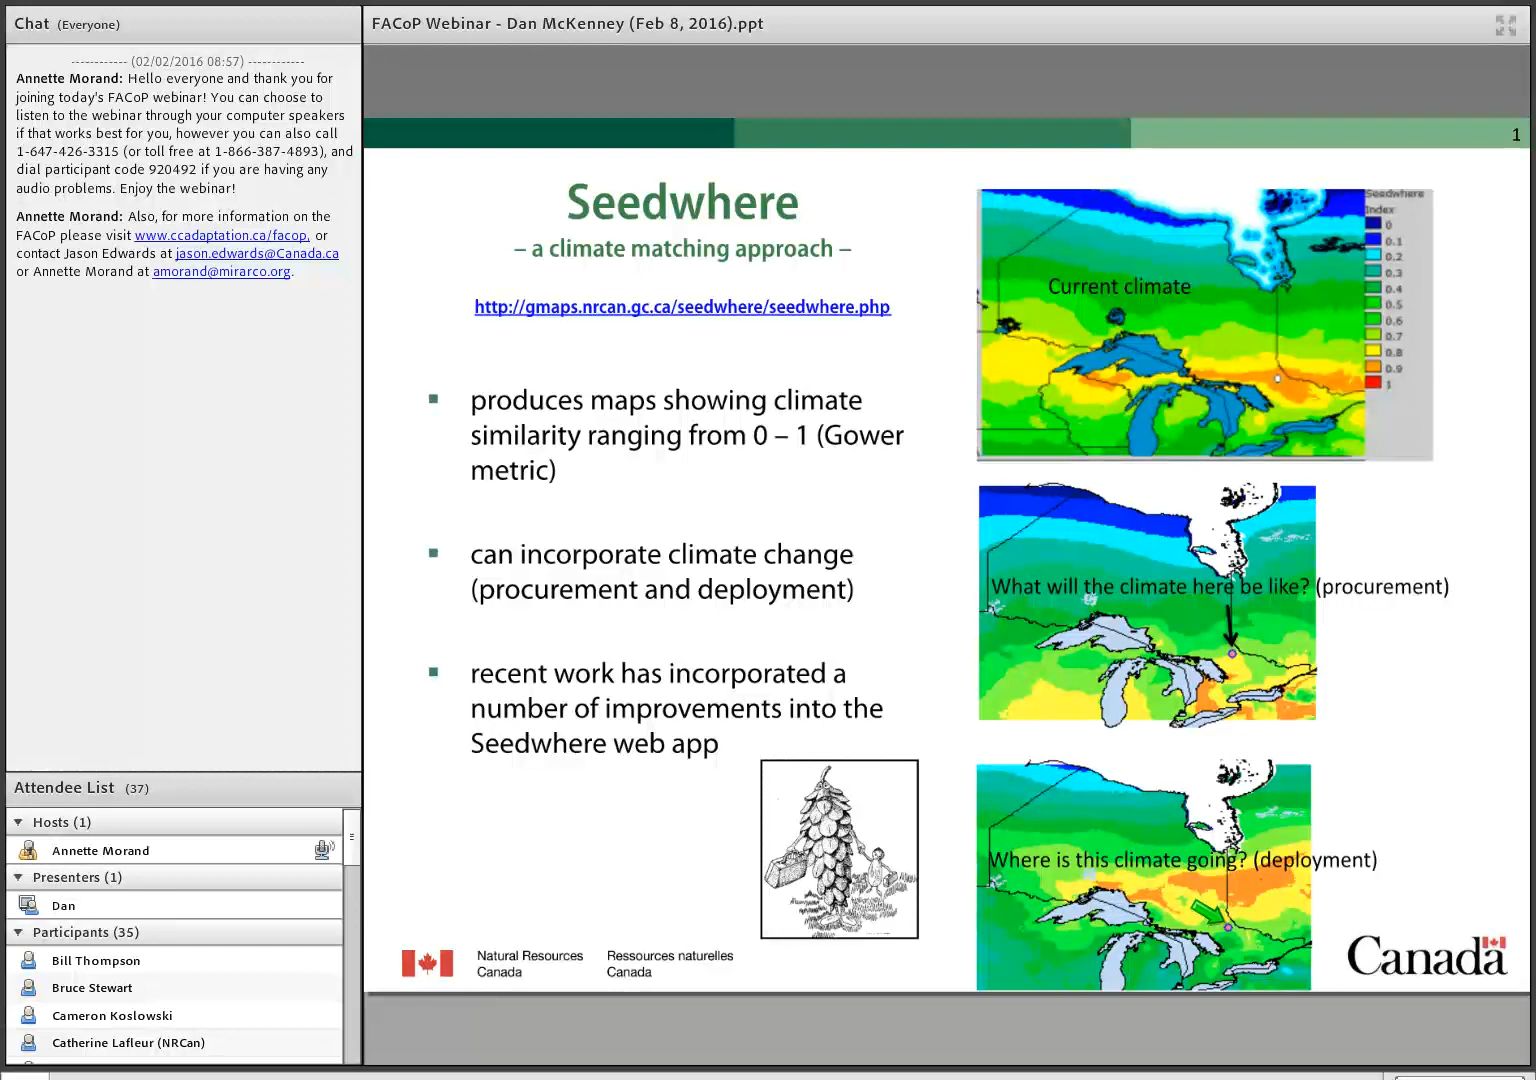 Chat (Everyone)
------------ (02/02/2016 08:57) ------------
Annette Morand: Hello everyone and thank you for
joining today's FACoP webinar! You can choose to
listen to the webinar through your computer speakers
if that works best for you, however you can also call
1-647-426-3315 (or toll free at 1-866-387-4893), and
dial participant code 920492 if you are having any
audio problems. Enjoy the webinar!
Annette Morand: Also, for more information on the
FACoP please visit www.ccadaptation.ca/facop, or
contact Jason Edwards at jason.edwards@Canada.ca
or Annette Morand at amorand@mirarco.org.
Attendee List (37)
Hosts (1)
Annette Morand
Presenters (1)
Dan
Participants (35)
Bill Thompson
Bruce Stewart
Cameron Koslowski
Catherine Lafleur (NRCan)
FACoP Webinar - Dan McKenney (Feb 8, 2016).ppt
1
Seedwhere
– a climate matching approach –
http://gmaps.nrcan.gc.ca/seedwhere/seedwhere.php
produces maps showing climate
similarity ranging from 0 – 1 (Gower
metric)
can incorporate climate change
(procurement and deployment)
recent work has incorporated a
number of improvements into the
Seedwhere web app
Current climate
Seedwhere
Index
0
0.1
0.2
0.3
0.4
0.5
0.6
0.7
0.8
0.9
1
What will the climate here be like? (procurement)
Where is this climate going? (deployment)
Natural Resources
Canada
Ressources naturelles
Canada
Canada